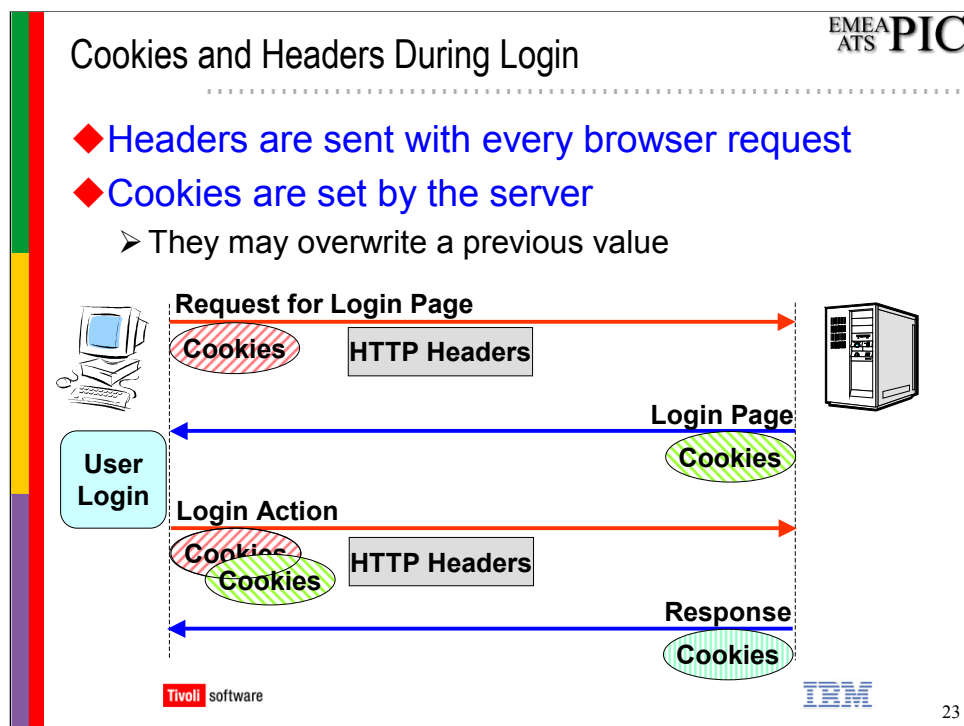 Cookies and Headers During Login
EMEA
ATS PIC
Headers are sent with every browser request
Cookies are set by the server
They may overwrite a previous value
Request for Login Page
Cookies
HTTP Headers
Login Page
Cookies
User
Login
Login Action
Cookies
Cookies
HTTP Headers
Response
Cookies
Tivoli software
IBM
23